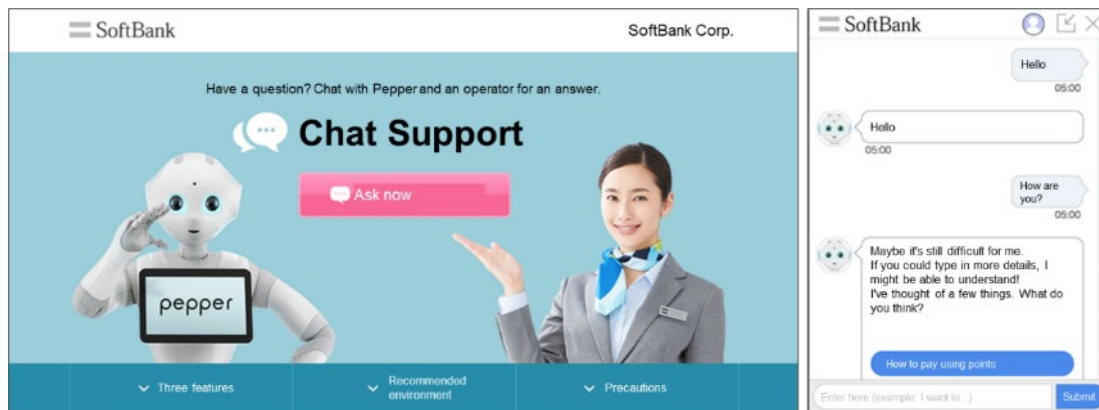 SoftBank
SoftBank Corp.
Have a question? Chat with Pepper and an operator for an answer.
Chat Support
Ask now
pepper
Three features
Recommended
environment
Precautions
SoftBank
Hello
05:00
Hello
05:00
How are
you?
05:00
Maybe it's still difficult for me.
If you could type in more details, I
might be able to understand!
I've thought of a few things. What do
you think?
How to pay using points
Enter here (example: I want to...)
Submit